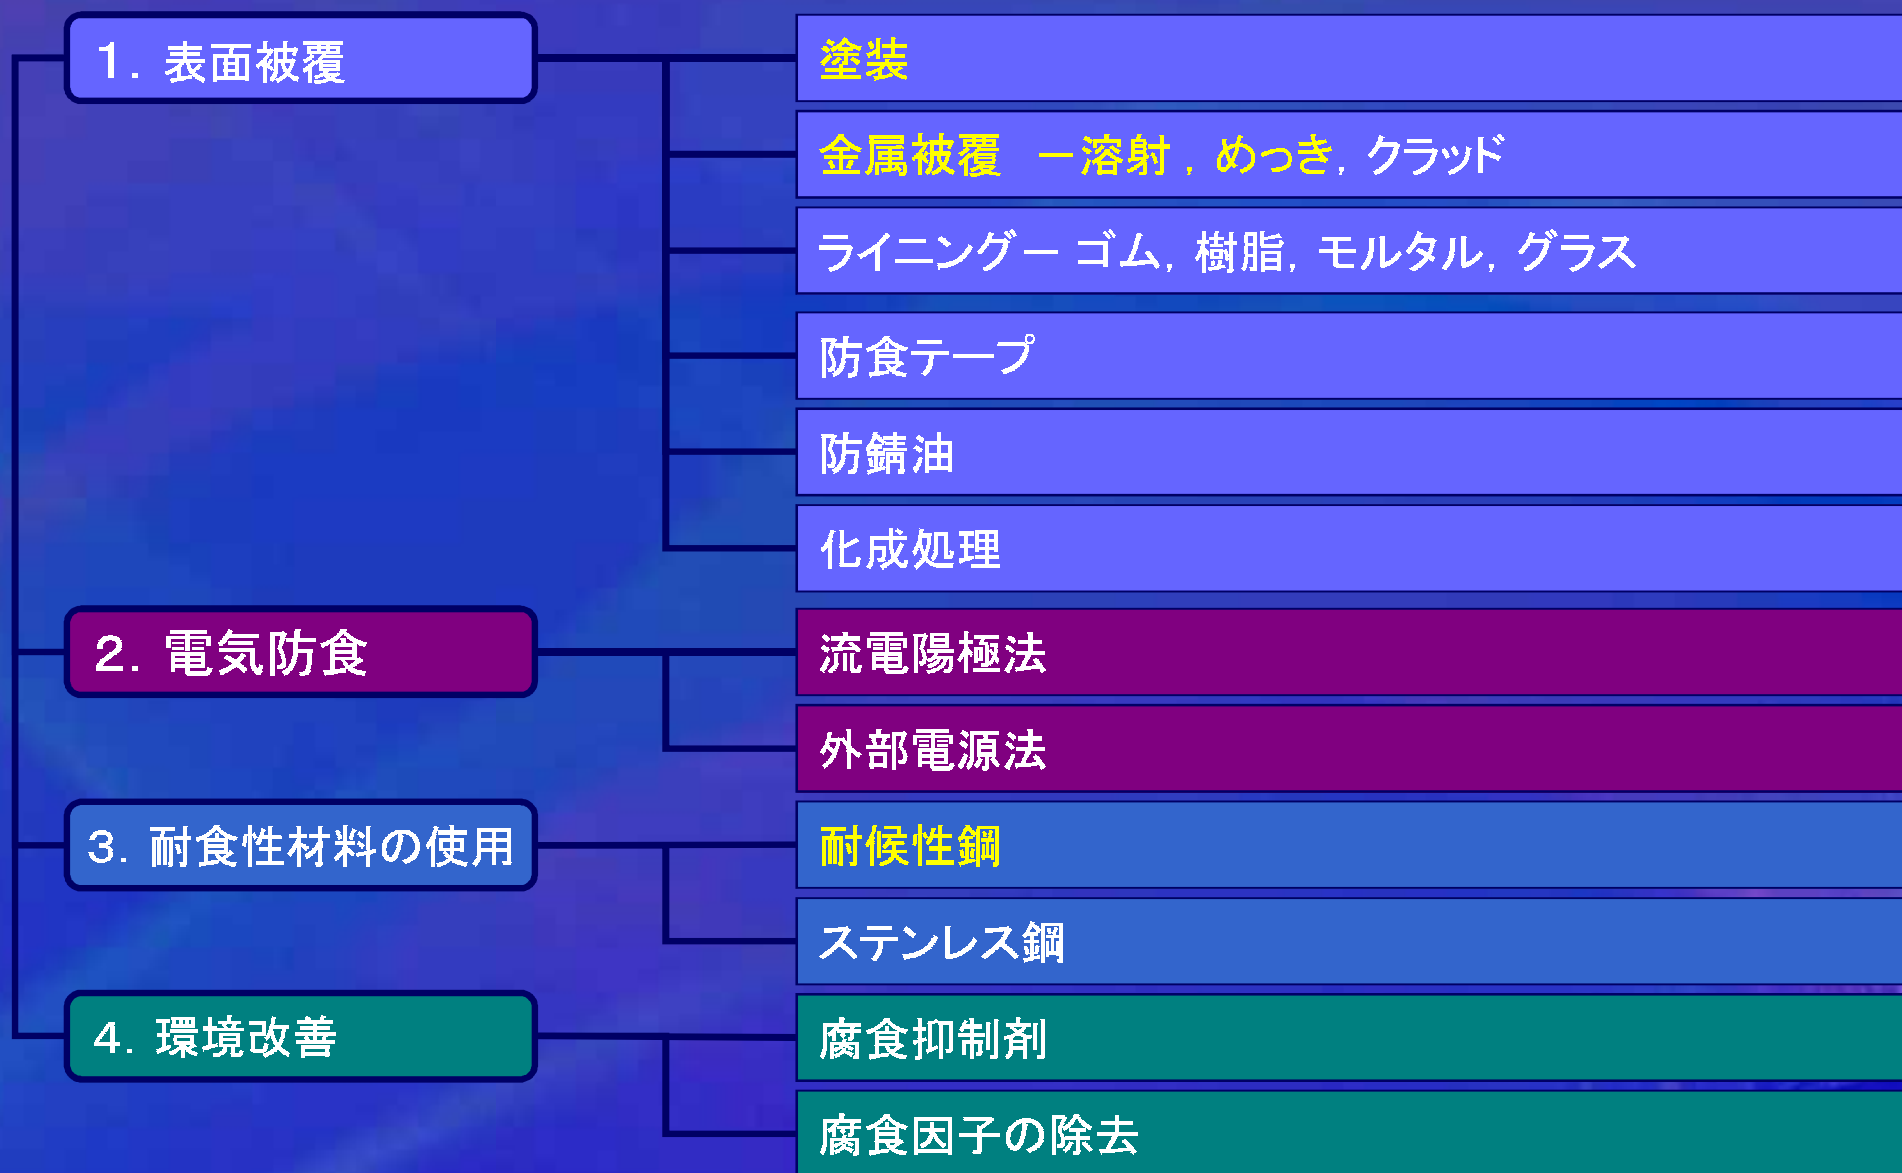 1. 表面被覆
塗装
金属被覆　ー溶射, めっき, クラッド
ライニングー ゴム, 樹脂, モルタル, グラス
防食テープ
防錆油
化成処理
2. 電気防食
流電陽極法
外部電源法
3. 耐食性材料の使用
耐候性鋼
ステンレス鋼
4. 環境改善
腐食抑制剤
腐食因子の除去